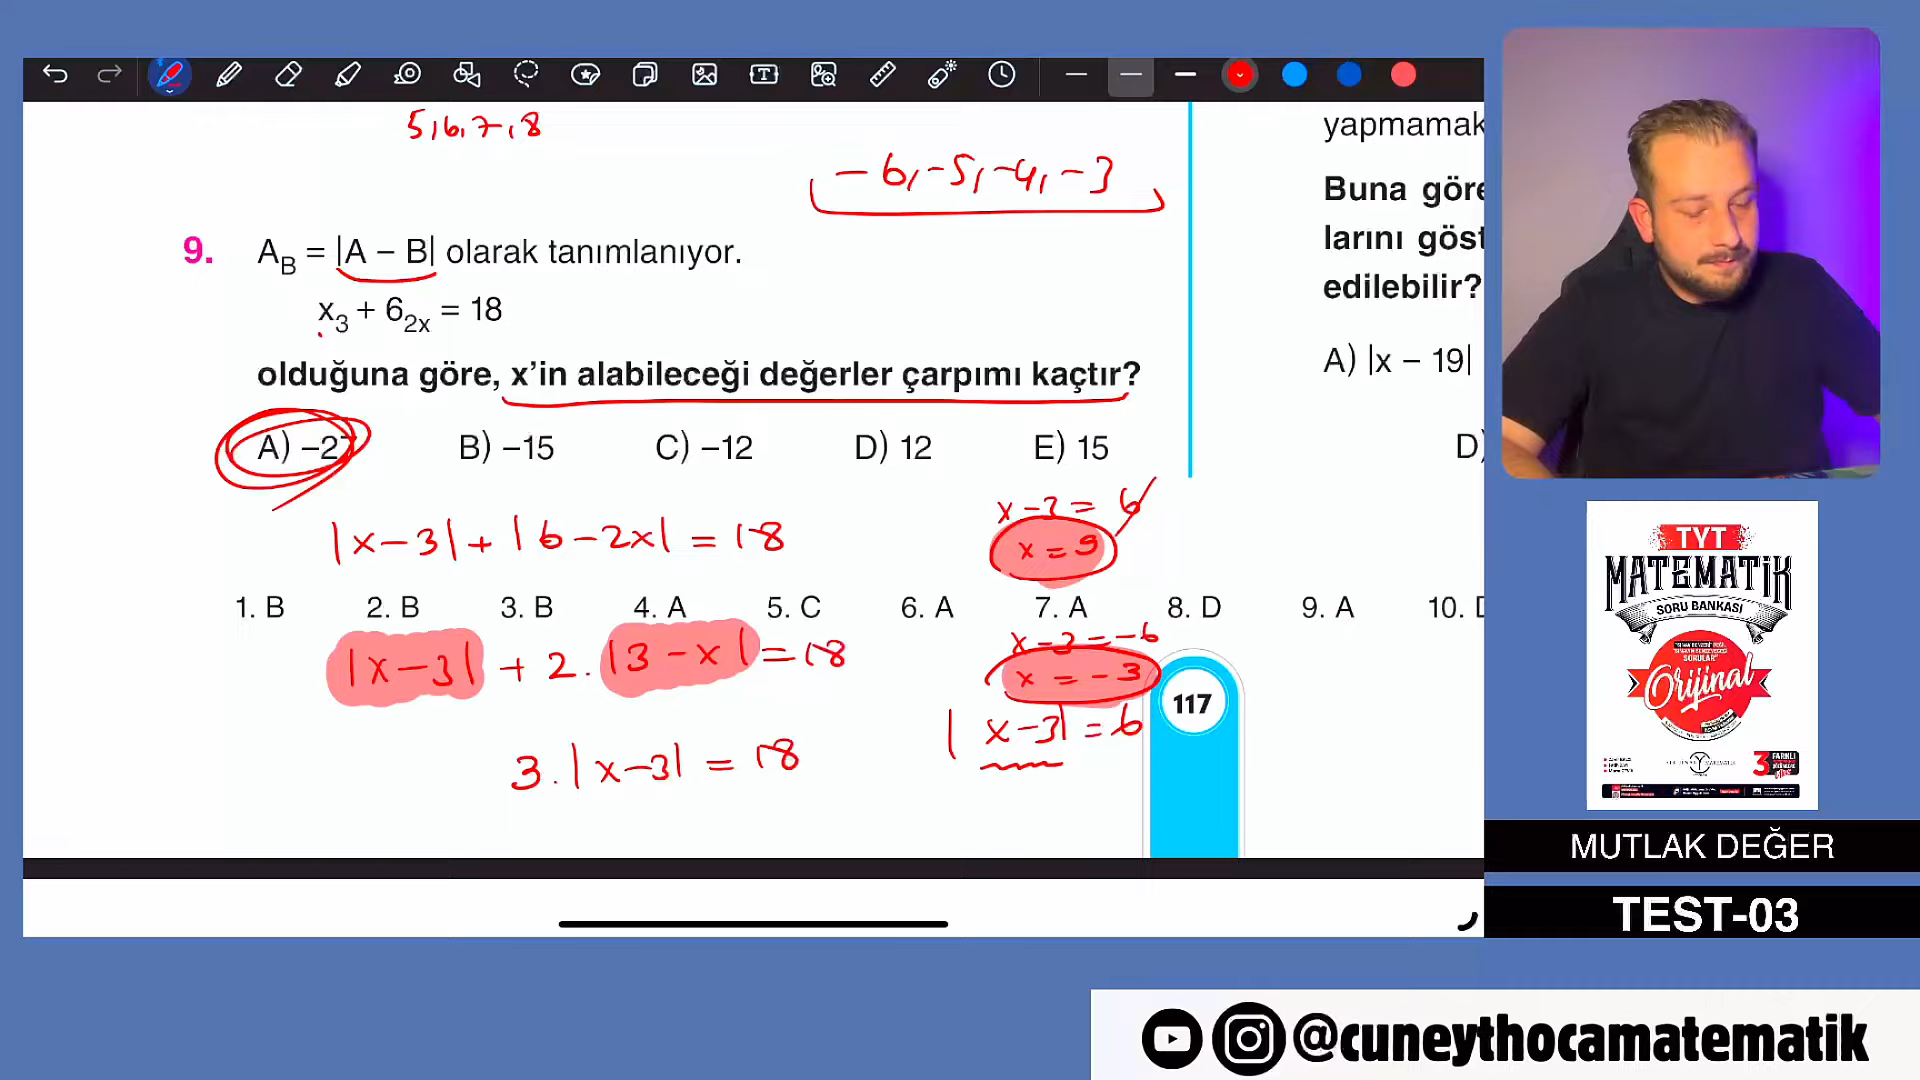 5,6,7,8
-6,-5,-4,-3
9. A_B = |A – B| olarak tanımlanıyor.
x_3 + 6_2x = 18
olduğuna göre, x'in alabileceği değerler çarpımı kaçtır?
A) –27 B) –15 C) –12 D) 12 E) 15
|x-3|+|6-2x|=18
x-3=6
x=9
1. B 2. B 3. B 4. A 5. C 6. A 7. A 8. D 9. A 10.
|x-3|+2.|3-x|=18
x-3=-6
x=-3
|x-3|=6
3.|x-3|=18
117
yapmamak
Buna göre
larını göst
edilebilir?
A) |x – 19|
D)
TYT
MATEMATİK
SORU BANKASI
Orijinal
3 FARKLI
MUTLAK DEĞER
TEST-03
@cuneythocamatematik